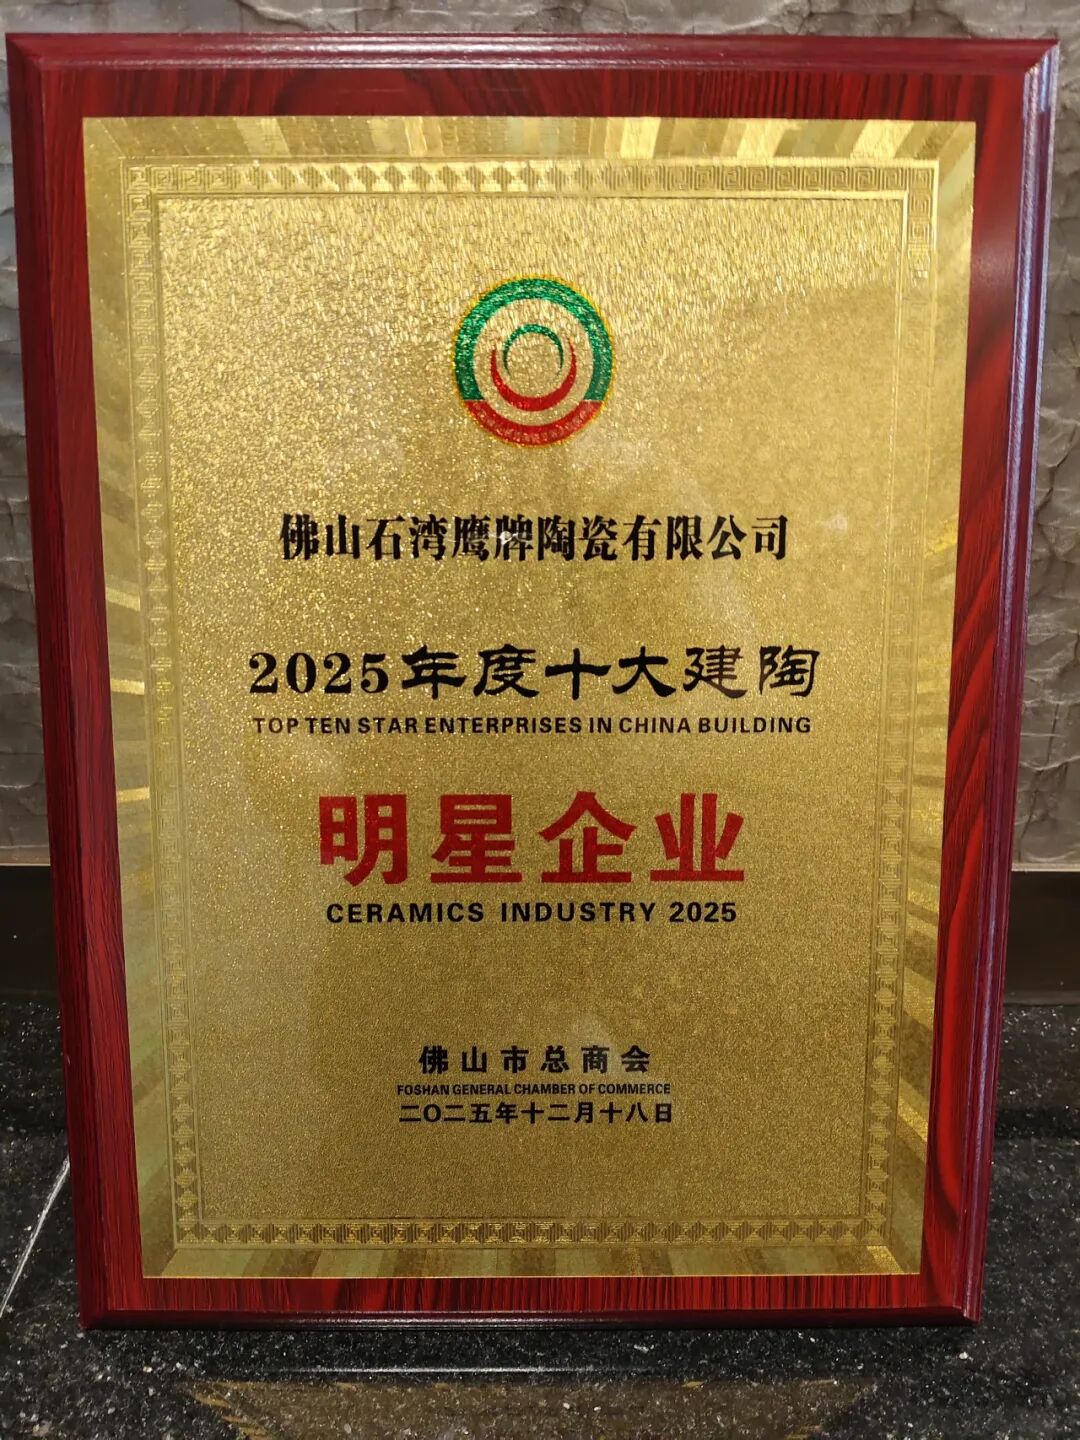 佛山石湾鹰牌陶瓷有限公司
2025年度十大建陶
TOP TEN STAR ENTERPRISES IN CHINA BUILDING
明星企业
CERAMICS INDUSTRY 2025
佛山市总商会
FOSHAN GENERAL CHAMBER OF COMMERCE
二〇二五年十二月十八日